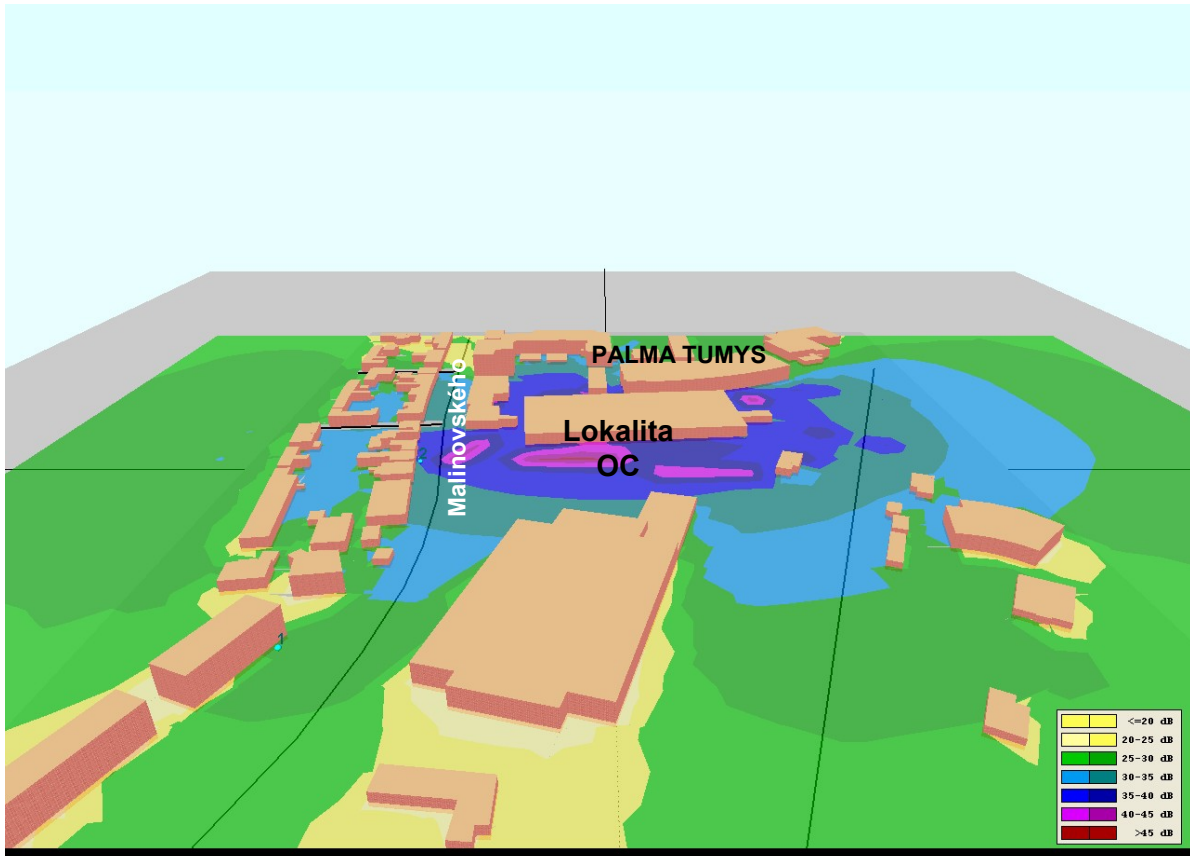 PALMA TUMYS
Malinovského
Lokalita
OC
2
1
<=20 dB
20-25 dB
25-30 dB
30-35 dB
35-40 dB
40-45 dB
>45 dB